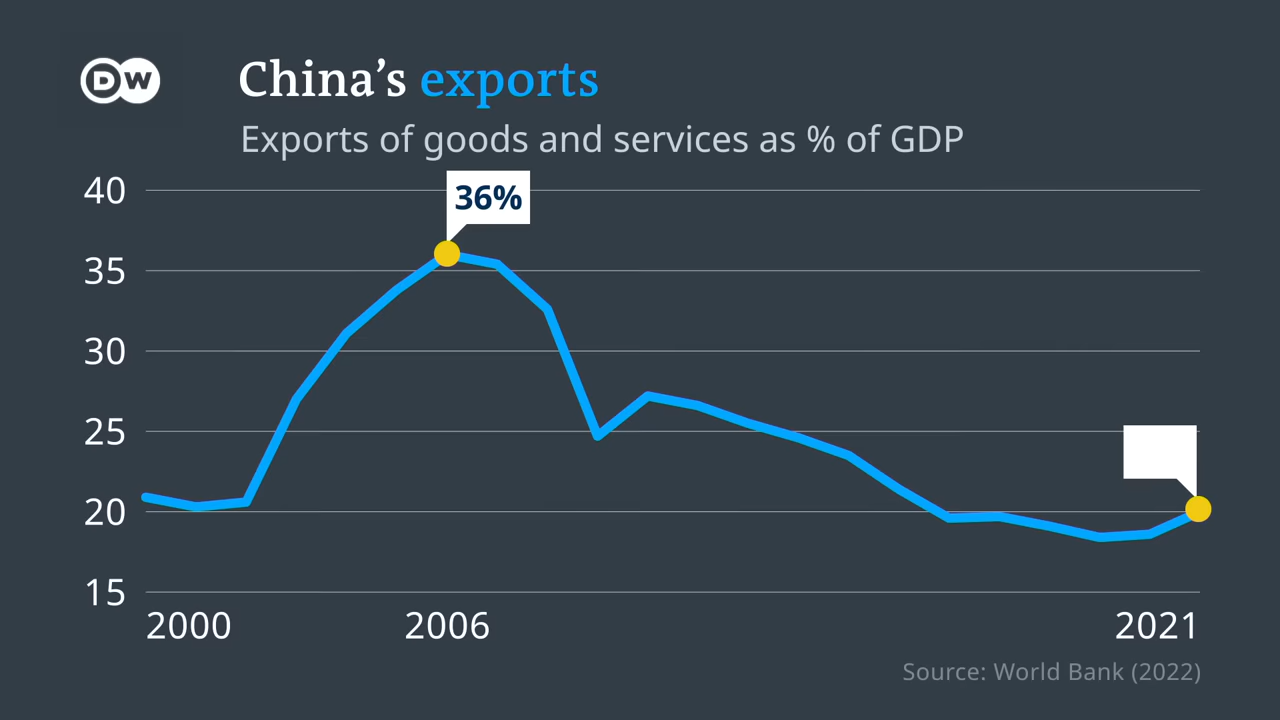 DW
China’s exports
Exports of goods and services as % of GDP
40
36%
35
30
25
20
15
2000 2006 2021
Source: World Bank (2022)